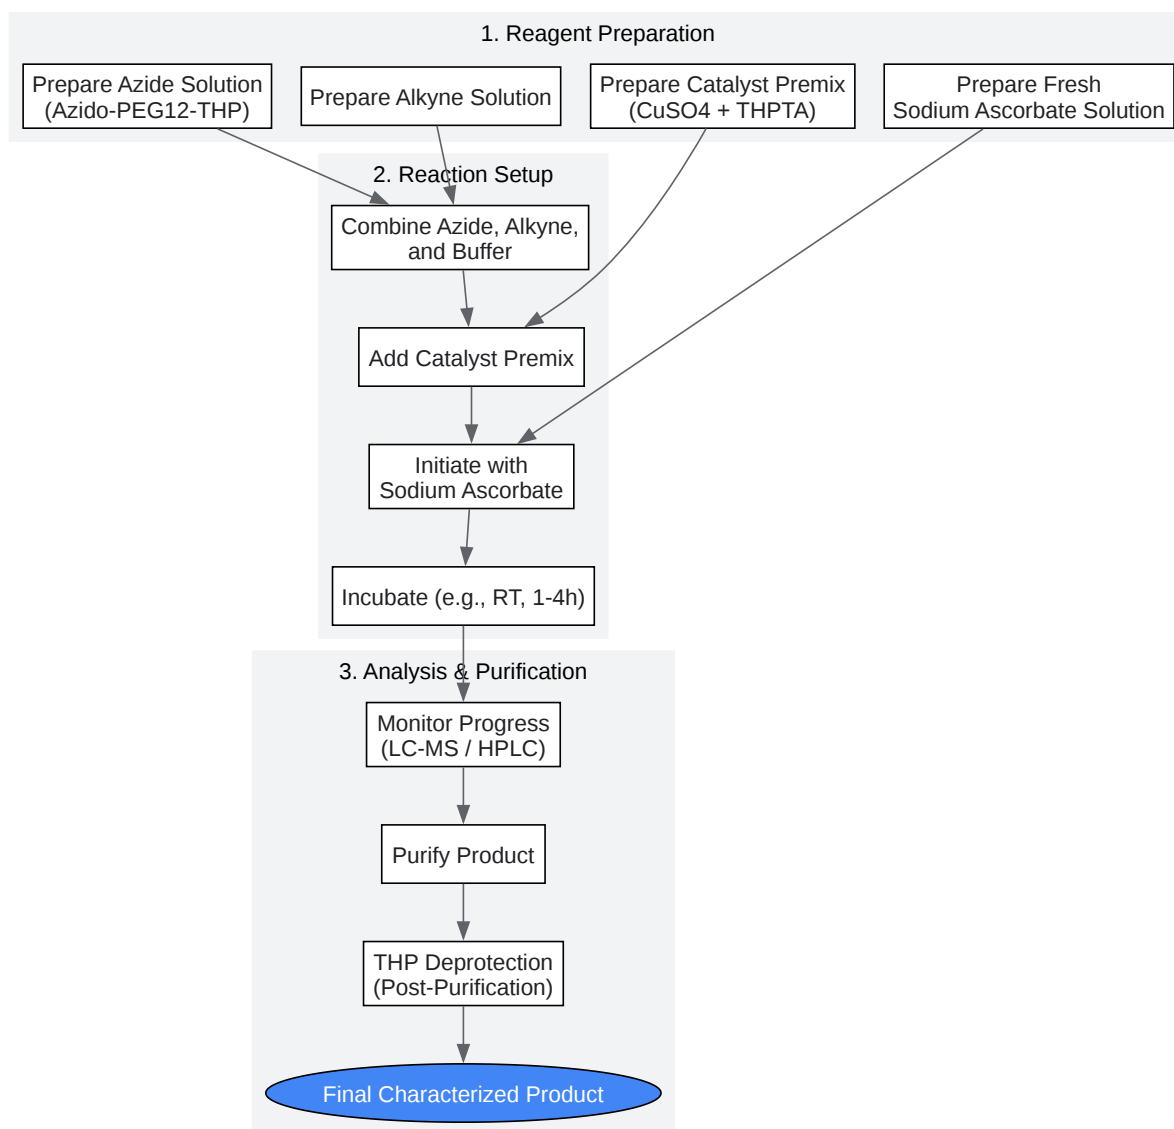 1. Reagent Preparation
Prepare Azide Solution
(Azido-PEG12-THP)
Prepare Alkyne Solution
Prepare Catalyst Premix
(CuSO4 + THPTA)
Prepare Fresh
Sodium Ascorbate Solution
2. Reaction Setup
Combine Azide, Alkyne,
and Buffer
Add Catalyst Premix
Initiate with
Sodium Ascorbate
Incubate (e.g., RT, 1-4h)
3. Analysis & Purification
Monitor Progress
(LC-MS / HPLC)
Purify Product
THP Deprotection
(Post-Purification)
Final Characterized Product